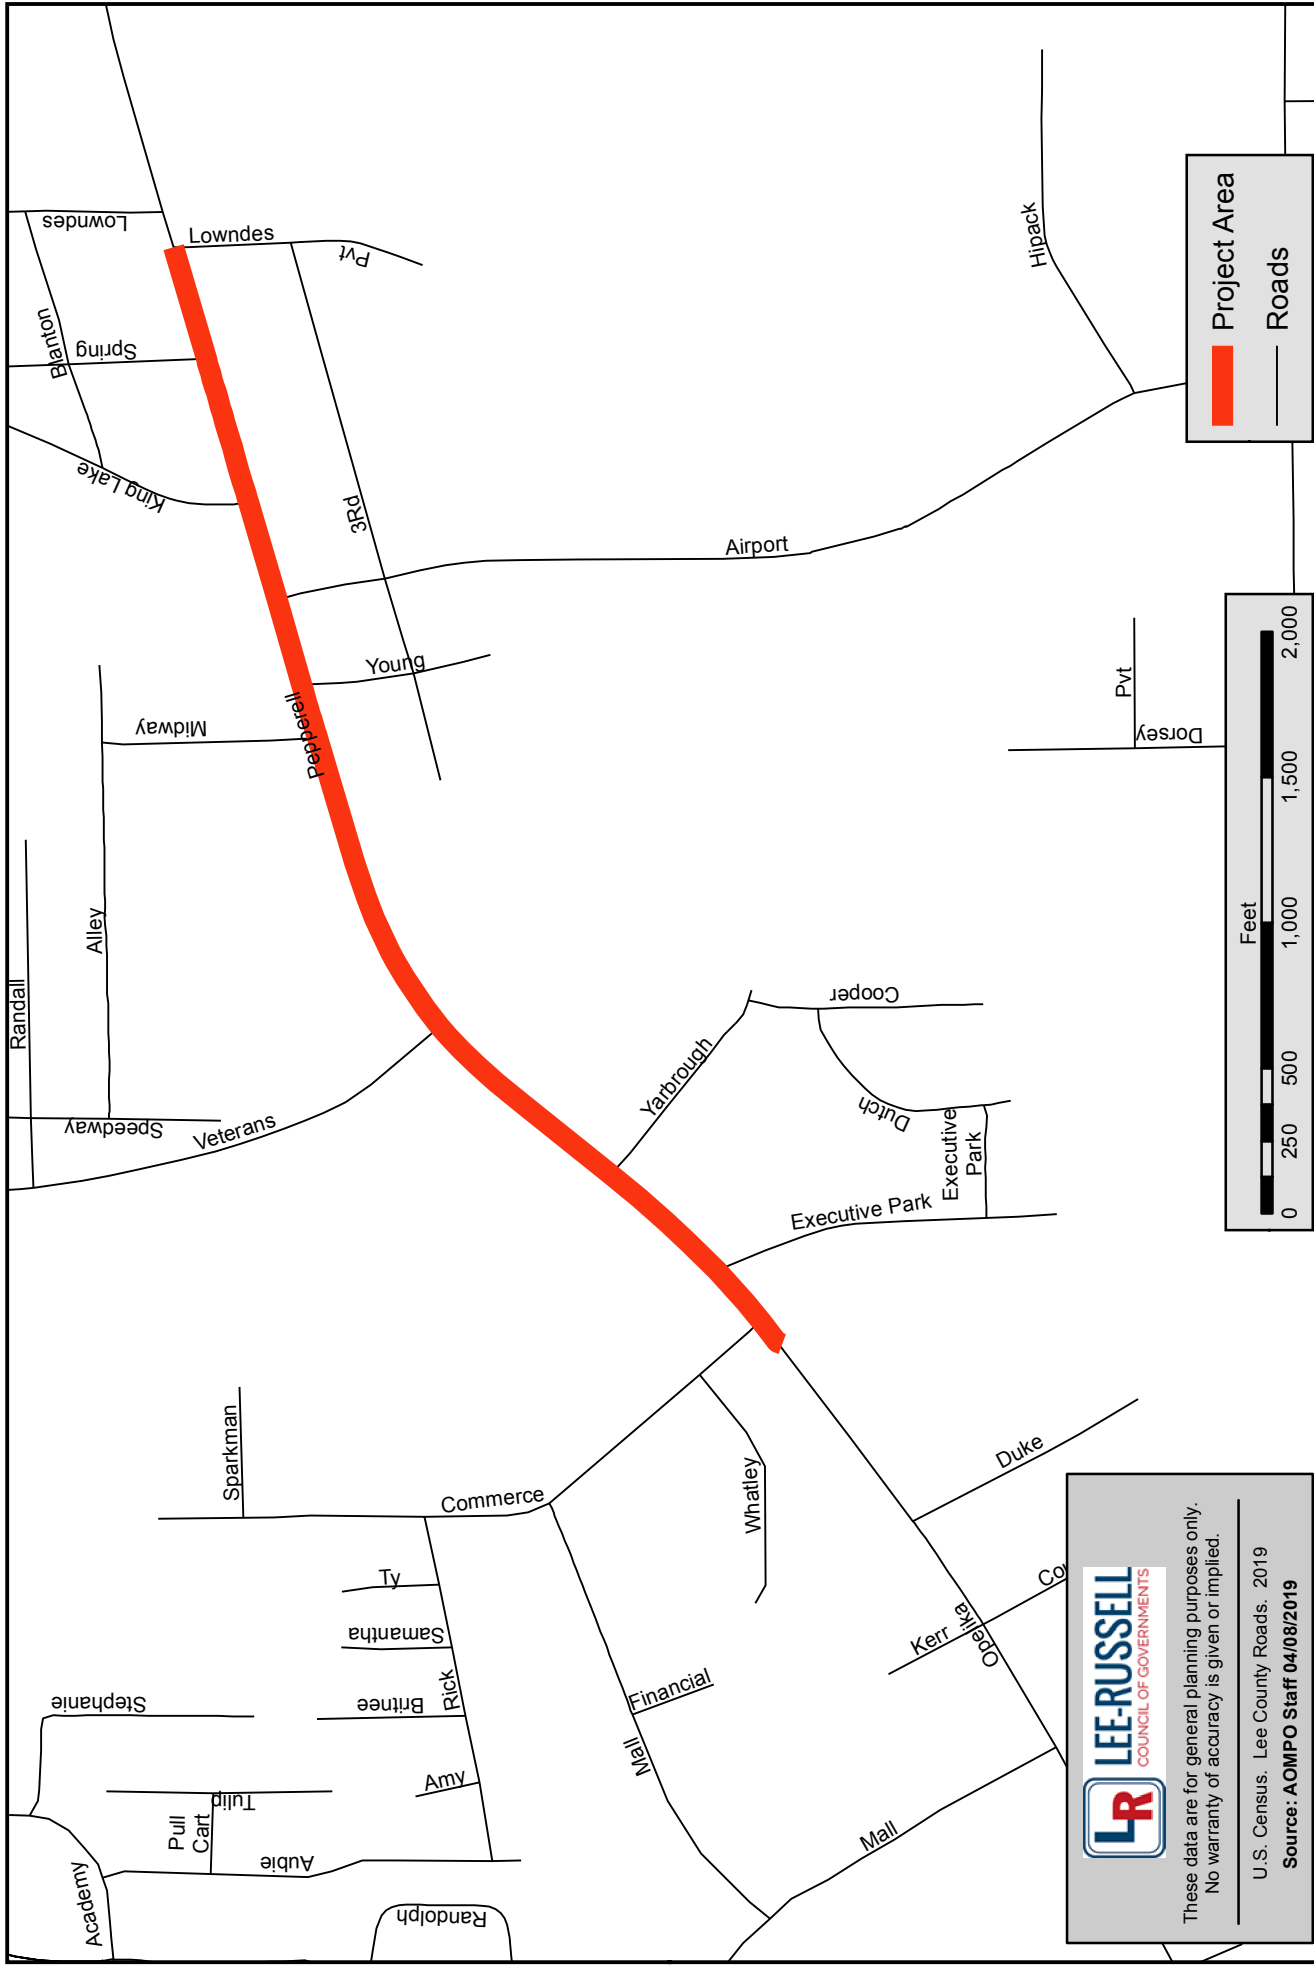 Lowndes
Lowndes
Pvt
Blanton
Spring
King Lake
3Rd
Hipack
Airport
Young
Midway
Pepperell
Alley
Randall
Speedway
Veterans
Pvt
Dorsey
Cooper
Yarbrough
Dutch
Executive
Park
Executive Park
Sparkman
Commerce
Whatley
Duke
Ty
Samantha
Britnee
Rick
Stephanie
Amy
Tulip
Pull
Cart
Aubie
Academy
Randolph
Financial
Mall
Mall
Kerr
Opelika
Cou
Project Area
Roads
Feet
0 250 500 1,000 1,500 2,000
LR
LEE-RUSSELL
COUNCIL OF GOVERNMENTS
These data are for general planning purposes only.
No warranty of accuracy is given or implied.
U.S. Census. Lee County Roads. 2019
Source: AOMPO Staff 04/08/2019